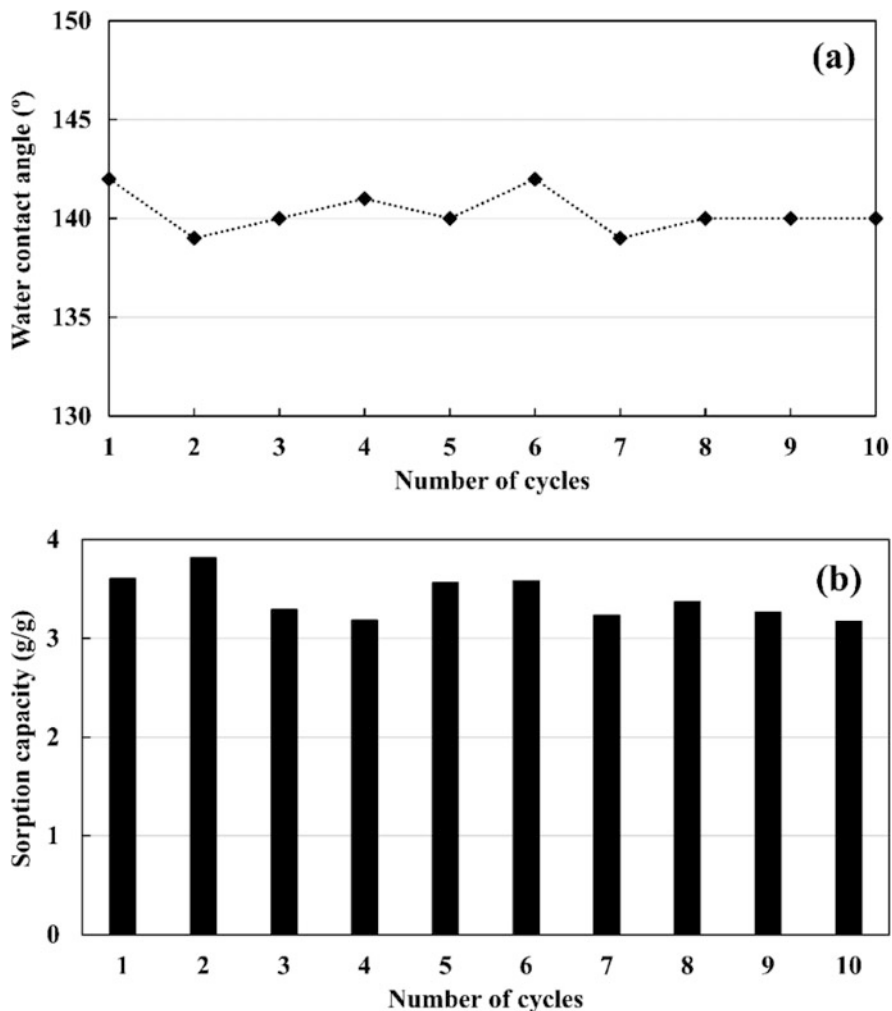 (a)
Water contact angle (º)
150
145
140
135
130
1 2 3 4 5 6 7 8 9 10
Number of cycles
(b)
Sorption capacity (g/g)
4
3
2
1
0
1 2 3 4 5 6 7 8 9 10
Number of cycles